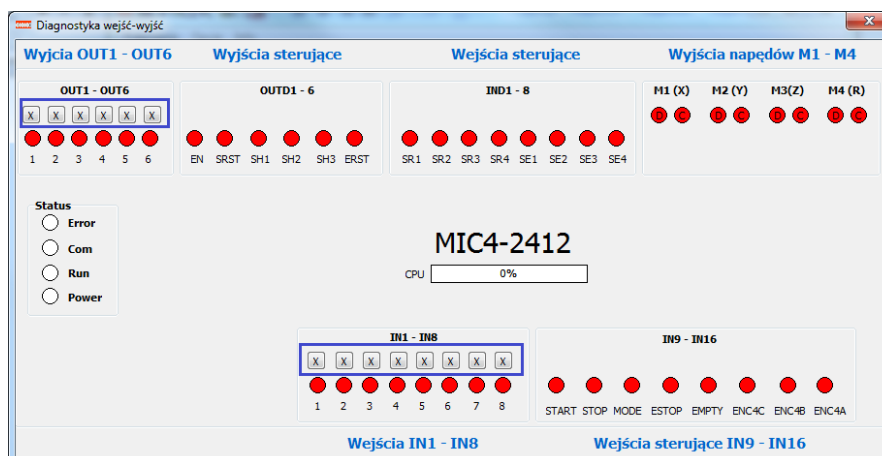 Diagnostyka wejść-wyjść
X
Wyjcia OUT1 - OUT6
Wyjścia sterujące
Wejścia sterujące
Wyjścia napędów M1 - M4
OUT1 - OUT6
OUTD1 - 6
IND1 - 8
M1 (X) M2 (Y) M3(Z) M4 (R)
X X X X X X
D C D C D C D C
1 2 3 4 5 6
EN SRST SH1 SH2 SH3 ERST
SR1 SR2 SR3 SR4 SE1 SE2 SE3 SE4
Status
Error
Com
Run
Power
MIC4-2412
CPU 0%
IN1 - IN8
IN9 - IN16
X X X X X X X X
1 2 3 4 5 6 7 8
START STOP MODE ESTOP EMPTY ENC4C ENC4B ENC4A
Wejścia IN1 - IN8
Wejścia sterujące IN9 - IN16